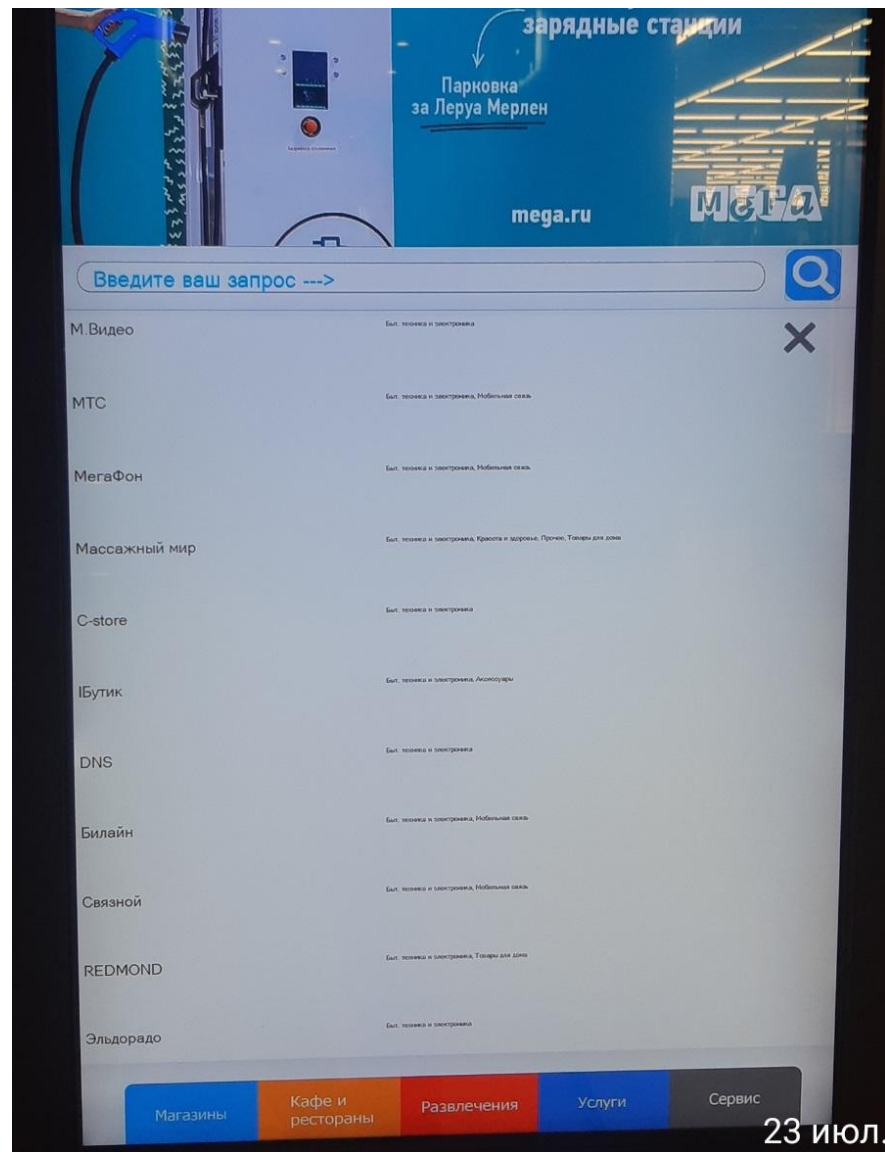 зарядные станции
Парковка
за Леруа Мерлен
mega.ru
МЕГА
Введите ваш запрос --->
М.Видео
Быт. техника и электроника
МТС
Быт. техника и электроника, Мобильная связь
МегаФон
Быт. техника и электроника, Мобильная связь
Массажный мир
Быт. техника и электроника, Красота и здоровье, Прочее, Товары для дома
C-store
Быт. техника и электроника
IБутик
Быт. техника и электроника, Аксессуары
DNS
Быт. техника и электроника
Билайн
Быт. техника и электроника, Мобильная связь
Связной
Быт. техника и электроника, Мобильная связь
REDMOND
Быт. техника и электроника, Товары для дома
Эльдорадо
Быт. техника и электроника
Магазины
Кафе и
рестораны
Развлечения
Услуги
Сервис
23 июл.